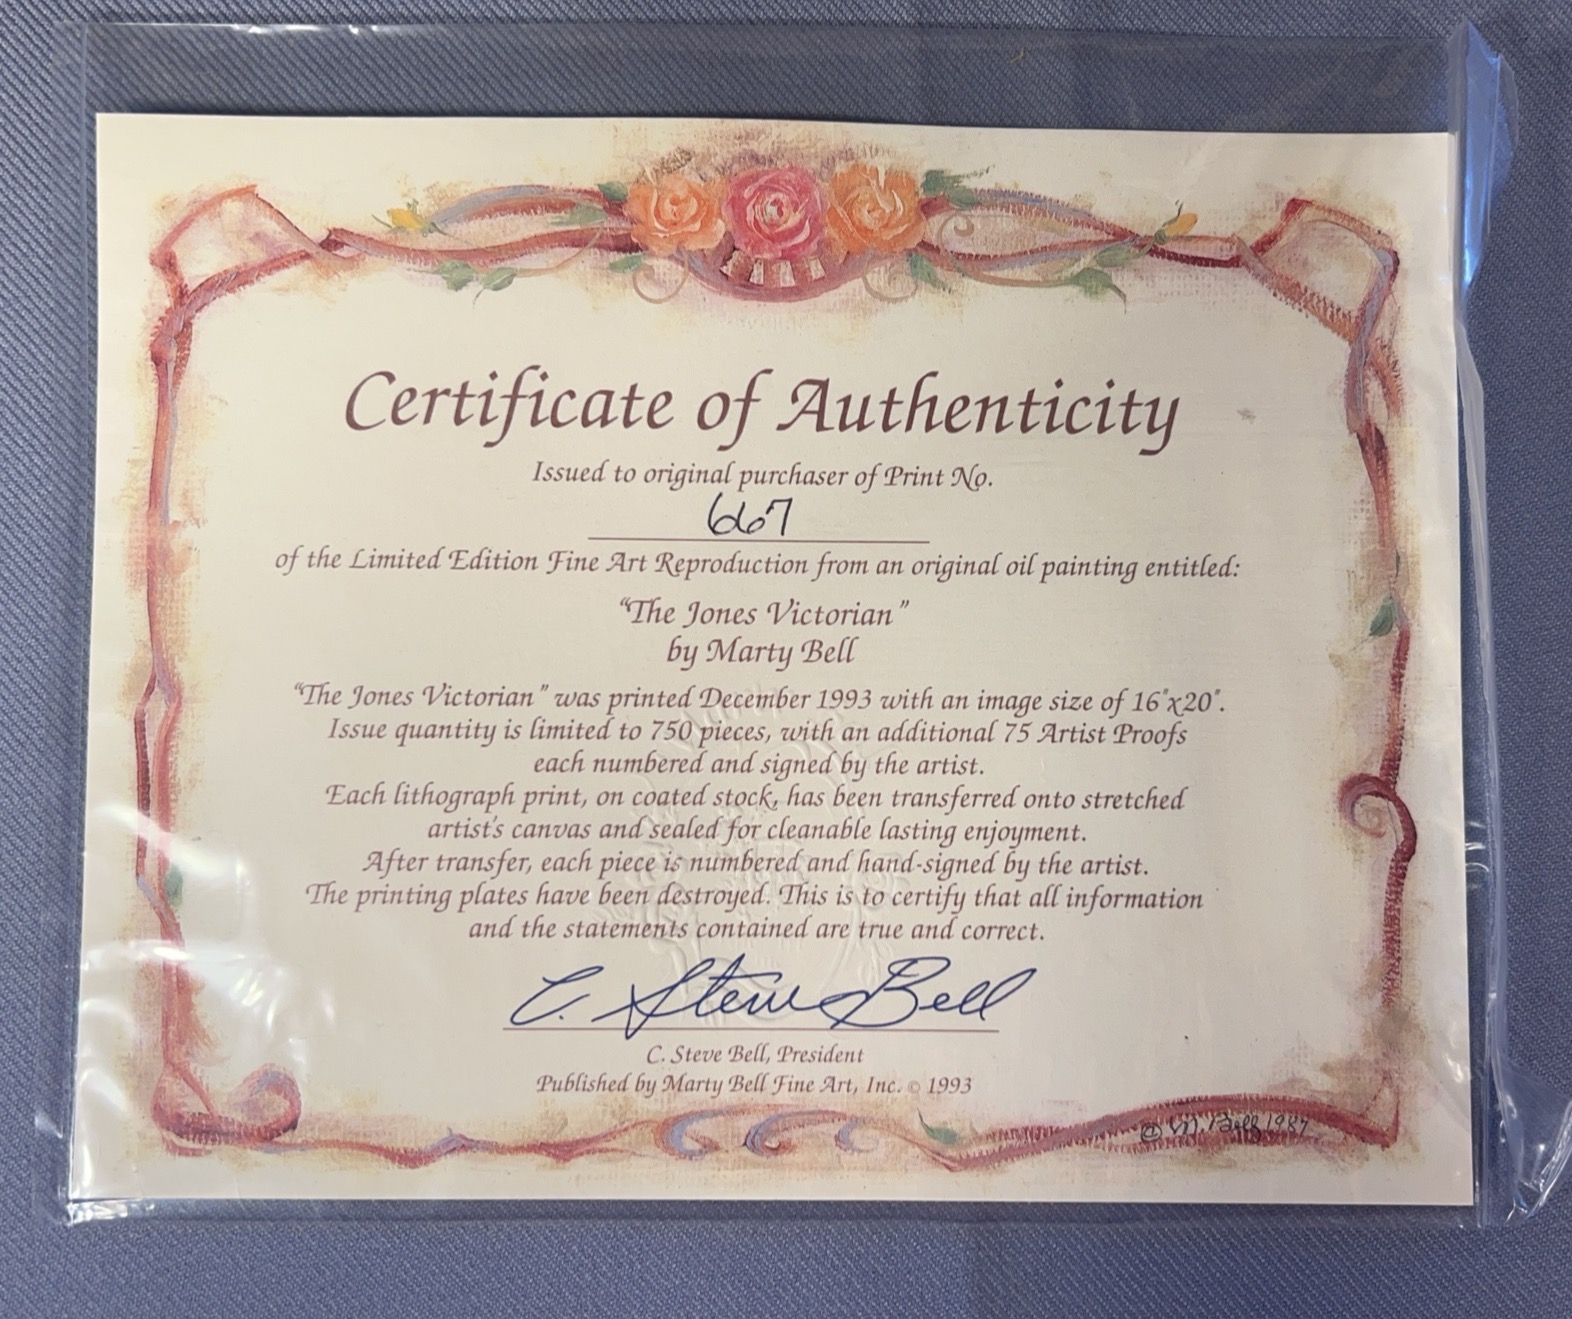 Certificate of Authenticity
Issued to original purchaser of Print No.
667
of the Limited Edition Fine Art Reproduction from an original oil painting entitled:
“The Jones Victorian”
by Marty Bell
“The Jones Victorian” was printed December 1993 with an image size of 16"x20".
Issue quantity is limited to 750 pieces, with an additional 75 Artist Proofs
each numbered and signed by the artist.
Each lithograph print, on coated stock, has been transferred onto stretched
artist's canvas and sealed for cleanable lasting enjoyment.
After transfer, each piece is numbered and hand-signed by the artist.
The printing plates have been destroyed. This is to certify that all information
and the statements contained are true and correct.
C. Steve Bell
C. Steve Bell, President
Published by Marty Bell Fine Art, Inc. © 1993
© M. Bell 1987